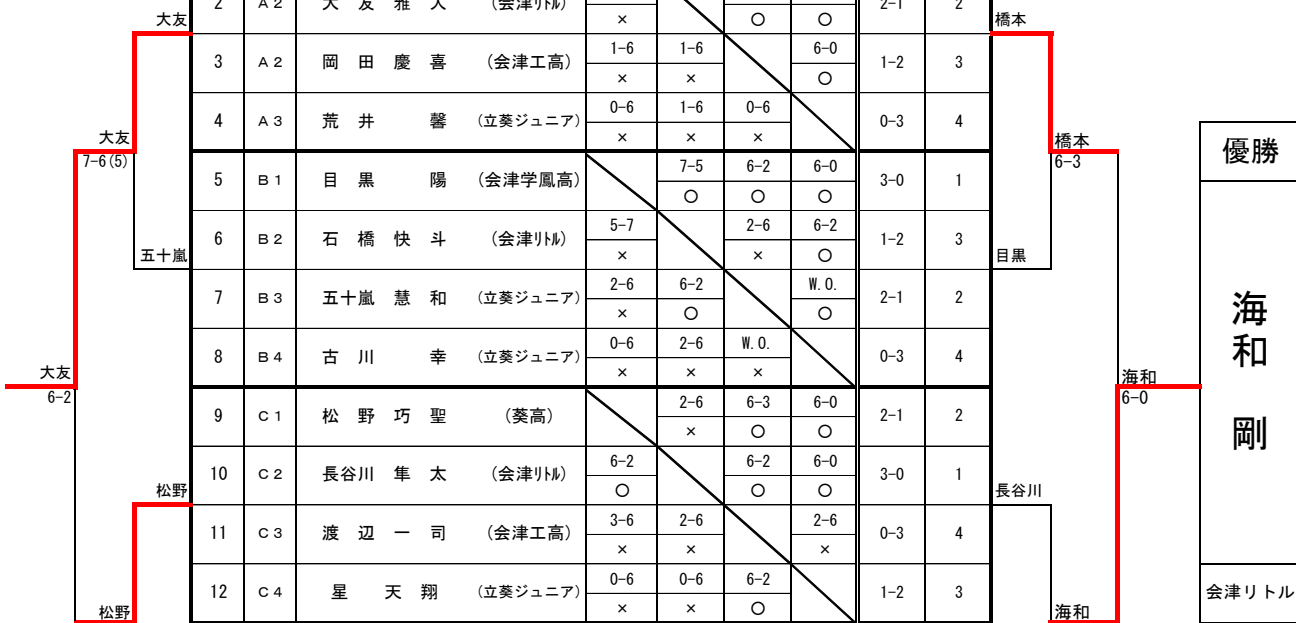 2 A2 大友雅人 (会津リトル) 2-1 2
大友 × ○ ○ 橋本
3 A2 岡田慶喜 (会津工高) 1-6 1-6 6-0 1-2 3
× × ○
4 A3 荒井 馨 (立葵ジュニア) 0-6 1-6 0-6 0-3 4
大友 × × × 橋本
7-6(5) 6-3
優勝
5 B1 目黒 陽 (会津学鳳高) 7-5 6-2 6-0 3-0 1
○ ○ ○
6 B2 石橋快斗 (会津リトル) 5-7 2-6 6-2 1-2 3
五十嵐 × × ○ 目黒
7 B3 五十嵐慧和 (立葵ジュニア) 2-6 6-2 W.O. 2-1 2
× ○ ○
8 B4 古川 幸 (立葵ジュニア) 0-6 2-6 W.O. 0-3 4
大友 × × × 海和
6-2 6-0
海和 剛
9 C1 松野巧聖 (葵高) 2-6 6-3 6-0 2-1 2
× ○ ○
10 C2 長谷川隼太 (会津リトル) 6-2 6-2 6-0 3-0 1
松野 ○ ○ ○ 長谷川
11 C3 渡辺一司 (会津工高) 3-6 2-6 2-6 0-3 4
× × ×
12 C4 星 天翔 (立葵ジュニア) 0-6 0-6 6-2 1-2 3
会津リトル
松野 × × ○ 海和